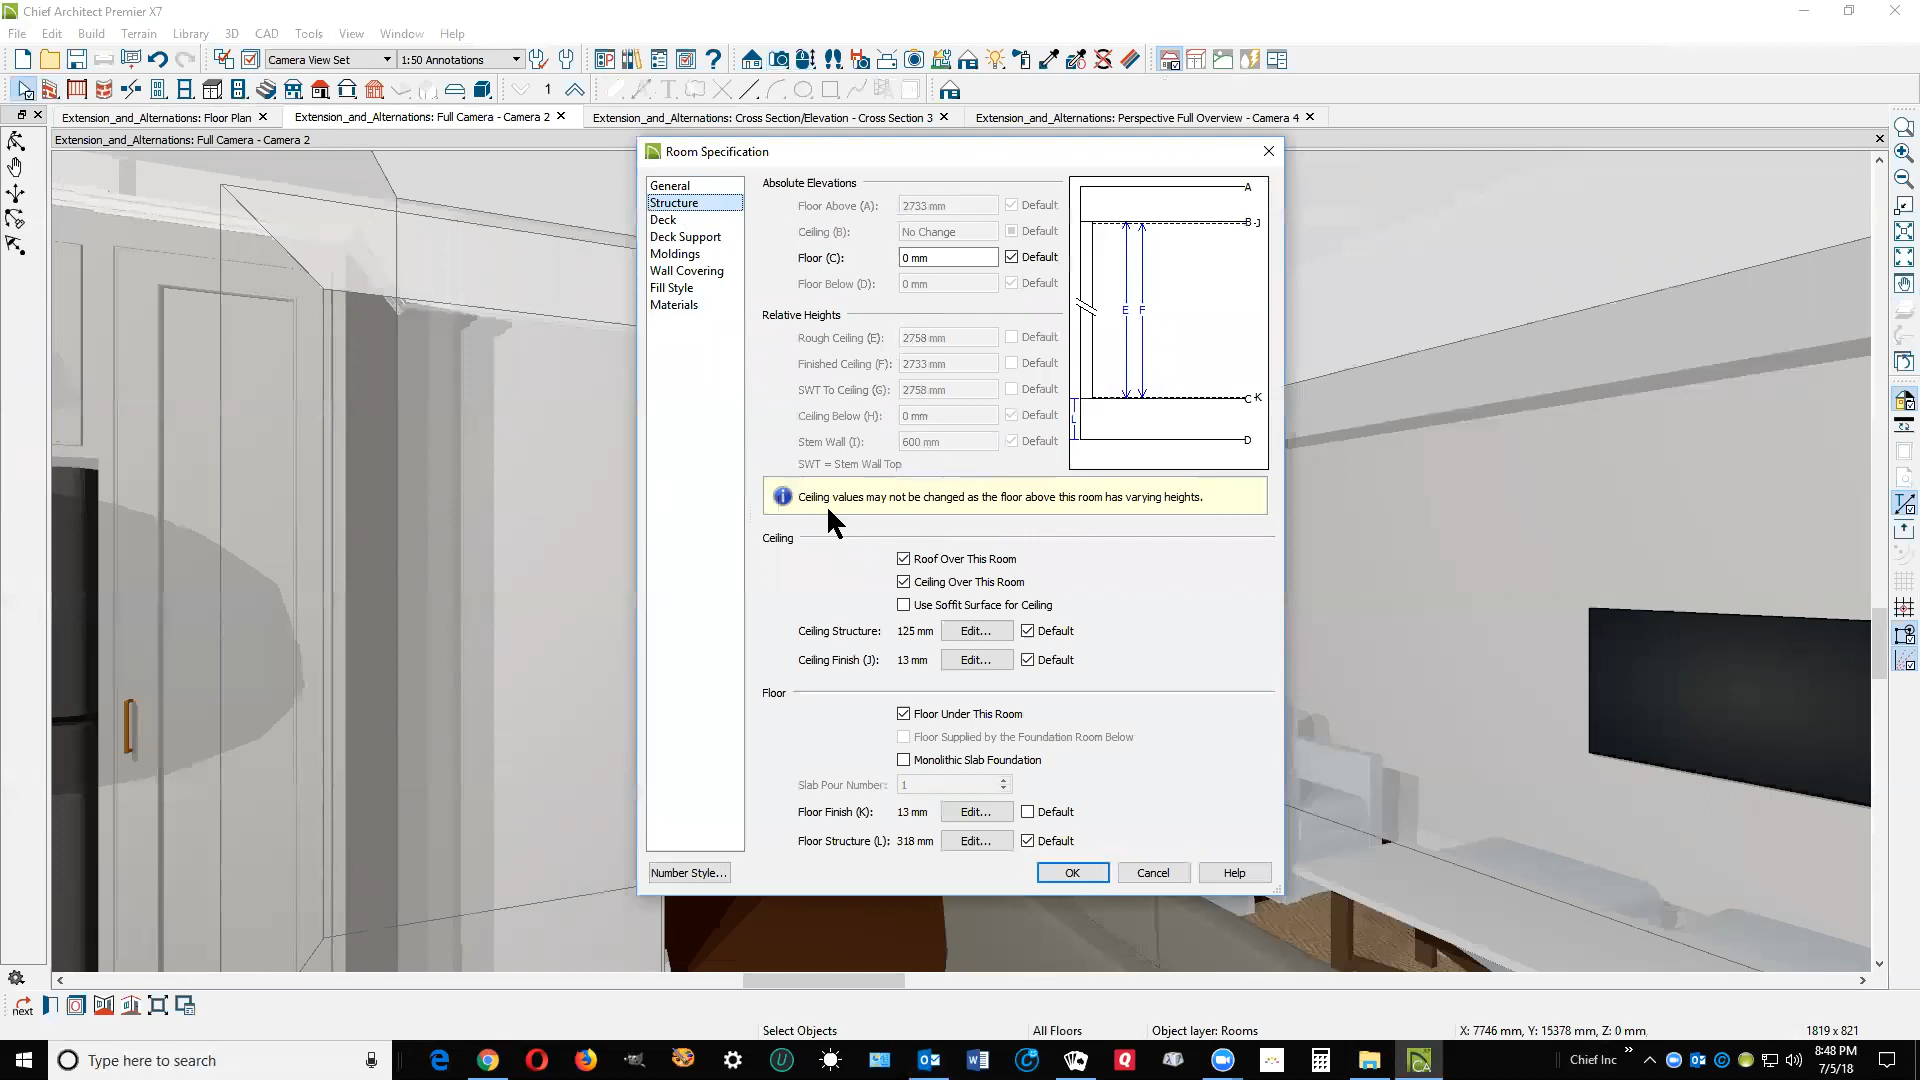 Chief Architect Premier X7
File Edit Build Terrain Library 3D CAD Tools View Window Help
Camera View Set 1:50 Annotations
1
Extension_and_Alternations: Floor Plan Extension_and_Alternations: Full Camera - Camera 2 Extension_and_Alternations: Cross Section/Elevation - Cross Section 3 Extension_and_Alternations: Perspective Full Overview - Camera 4
Extension_and_Alternations: Full Camera - Camera 2
Room Specification
General
Structure
Deck
Deck Support
Moldings
Wall Covering
Fill Style
Materials
Absolute Elevations
Floor Above (A): 2733 mm Default
Ceiling (B): No Change Default
Floor (C): 0 mm Default
Floor Below (D): 0 mm Default
Relative Heights
Rough Ceiling (E): 2758 mm Default
Finished Ceiling (F): 2733 mm Default
SWT To Ceiling (G): 2758 mm Default
Ceiling Below (H): 0 mm Default
Stem Wall (I): 600 mm Default
SWT = Stem Wall Top
A
B J
E F
C K
L
D
Ceiling values may not be changed as the floor above this room has varying heights.
Ceiling
Roof Over This Room
Ceiling Over This Room
Use Soffit Surface for Ceiling
Ceiling Structure: 125 mm Edit... Default
Ceiling Finish (J): 13 mm Edit... Default
Floor
Floor Under This Room
Floor Supplied by the Foundation Room Below
Monolithic Slab Foundation
Slab Pour Number: 1
Floor Finish (K): 13 mm Edit... Default
Floor Structure (L): 318 mm Edit... Default
Number Style... OK Cancel Help
next
Select Objects All Floors Object layer: Rooms X: 7746 mm, Y: 15378 mm, Z: 0 mm, 1819 x 821
Type here to search
Chief Inc
8:48 PM
7/5/18